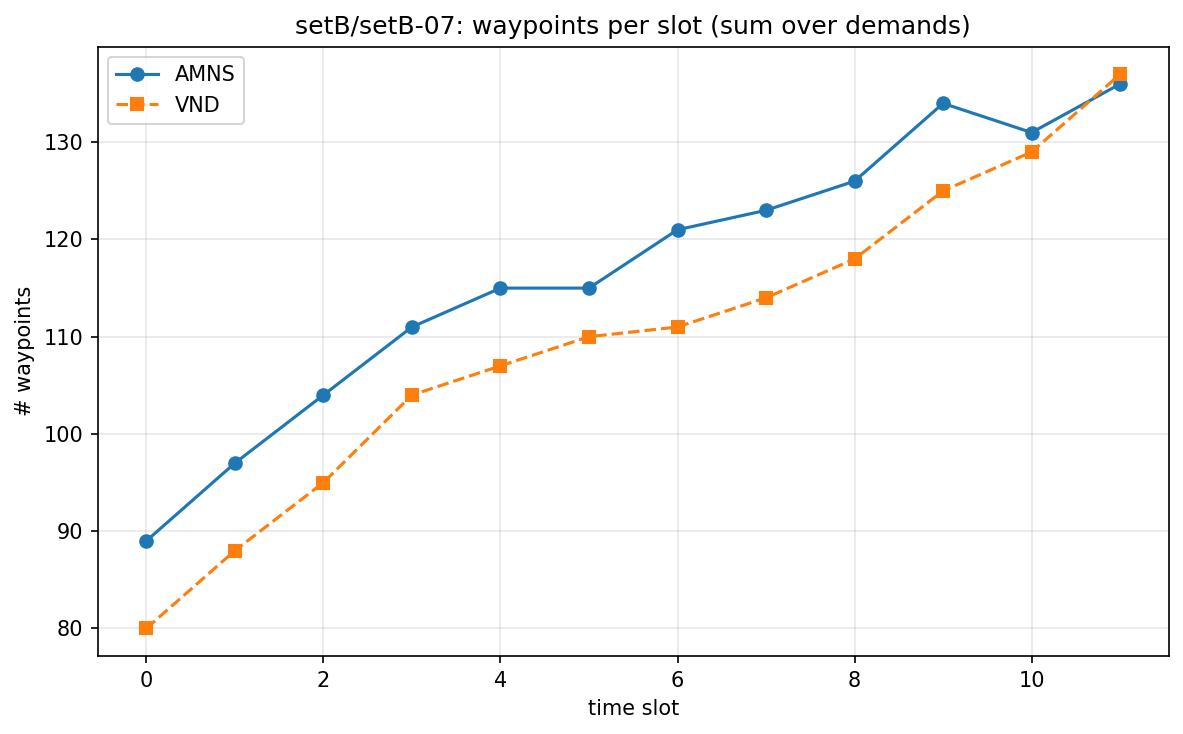 setB/setB-07: waypoints per slot (sum over demands)
AMNS
VND
# waypoints
130
120
110
100
90
80
0 2 4 6 8 10
time slot